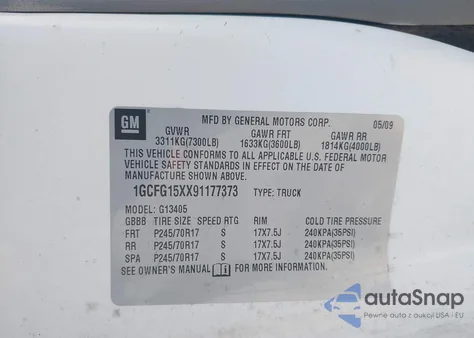 GM
MFD BY GENERAL MOTORS CORP. 05/09
GVWR GAWR FRT GAWR RR
3311KG(7300LB) 1633KG(3600LB) 1814KG(4000LB)
THIS VEHICLE CONFORMS TO ALL APPLICABLE U.S. FEDERAL MOTOR
VEHICLE SAFETY STANDARDS IN EFFECT ON THE DATE OF
MANUFACTURE SHOWN ABOVE.
1GCFG15XX91177373 TYPE: TRUCK
MODEL: G13405
GBBB TIRE SIZE SPEED RTG RIM COLD TIRE PRESSURE
FRT P245/70R17 S 17X7.5J 240KPA(35PSI)
RR P245/70R17 S 17X7.5J 240KPA(35PSI)
SPA P245/70R17 S 17X7.5J 240KPA(35PSI)
SEE OWNER'S MANUAL FOR MORE INFORMATION.
autoSnap
Pewne auta z aukcji USA i EU